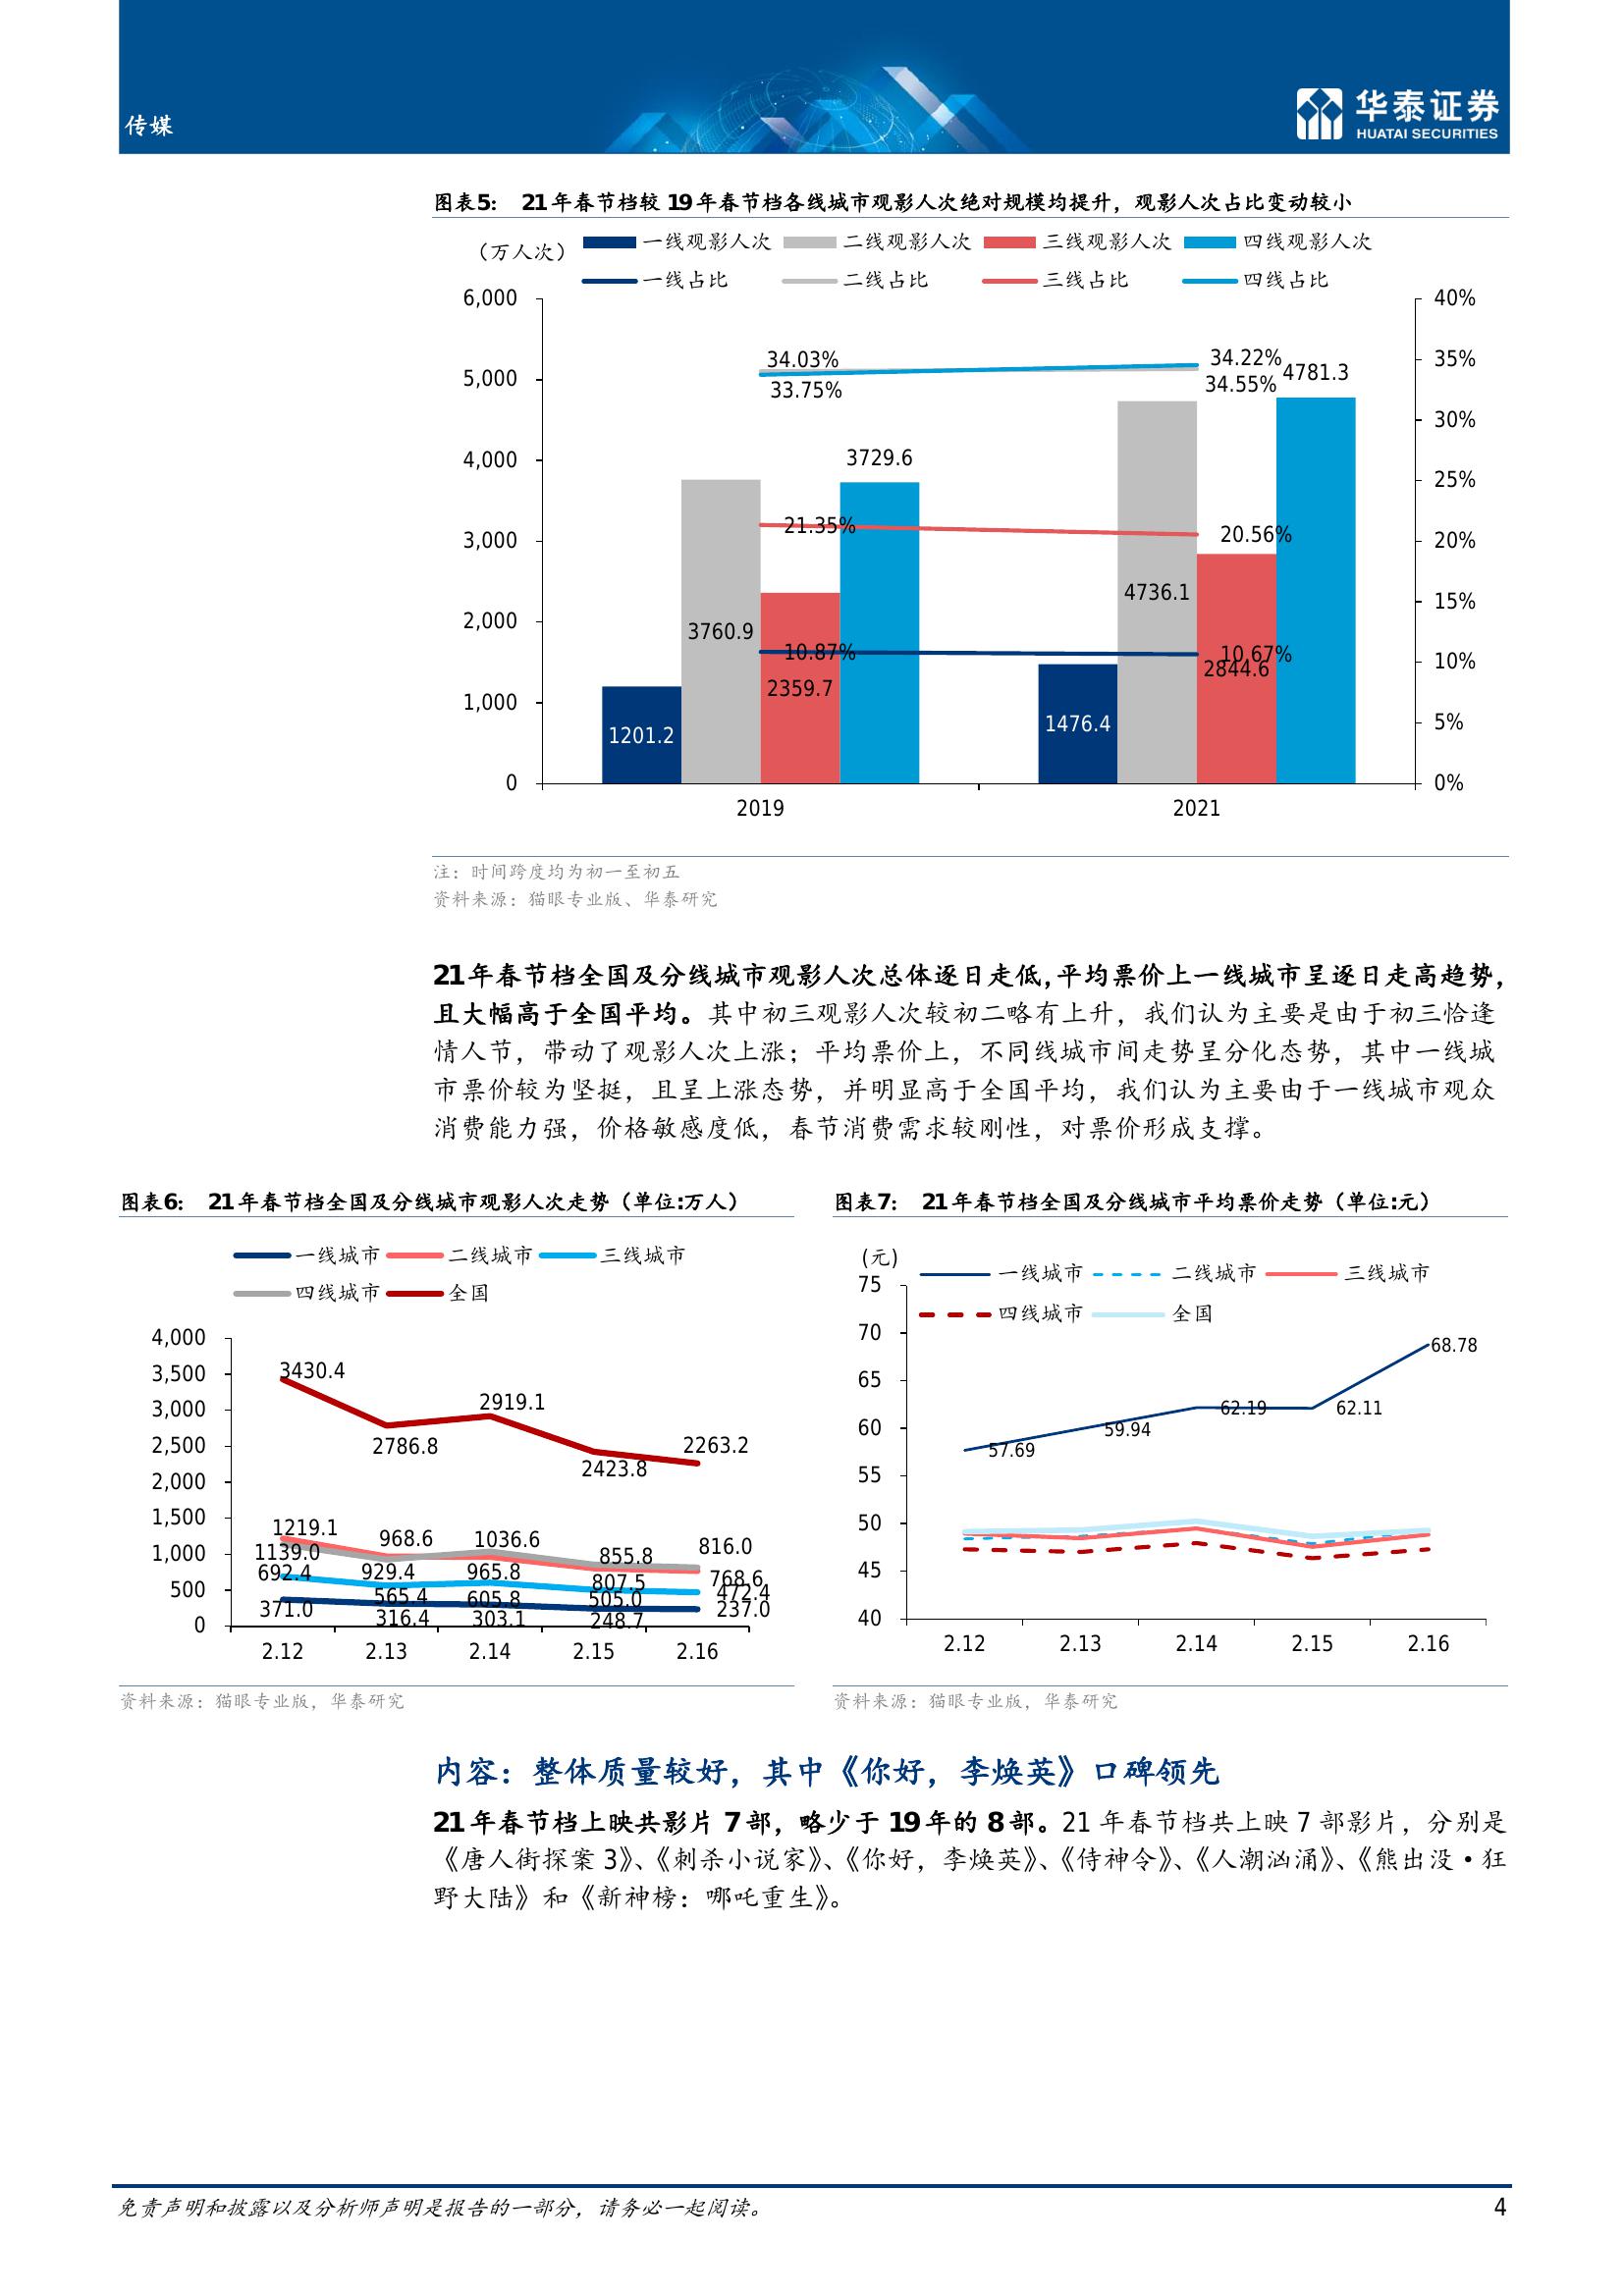 传媒
华泰证券
HUATAI SECURITIES
图表5： 21年春节档较 19年春节档各线城市观影人次绝对规模均提升，观影人次占比变动较小
（万人次） 一线观影人次 二线观影人次 三线观影人次 四线观影人次
一线占比 二线占比 三线占比 四线占比
6,000
5,000
4,000
3,000
2,000
1,000
0
40%
35%
30%
25%
20%
15%
10%
5%
0%
34.03%
33.75%
34.22%
34.55%
4781.3
3729.6
21.35%
20.56%
4736.1
3760.9
10.87%
10.67%
2844.6
2359.7
1201.2
1476.4
2019 2021
注：时间跨度均为初一至初五
资料来源：猫眼专业版、华泰研究
21年春节档全国及分线城市观影人次总体逐日走低,平均票价上一线城市呈逐日走高趋势，
且大幅高于全国平均。其中初三观影人次较初二略有上升，我们认为主要是由于初三恰逢
情人节，带动了观影人次上涨；平均票价上，不同线城市间走势呈分化态势，其中一线城
市票价较为坚挺，且呈上涨态势，并明显高于全国平均，我们认为主要由于一线城市观众
消费能力强，价格敏感度低，春节消费需求较刚性，对票价形成支撑。
图表6： 21年春节档全国及分线城市观影人次走势（单位:万人）
一线城市 二线城市 三线城市
四线城市 全国
4,000
3,500
3,000
2,500
2,000
1,500
1,000
500
0
3430.4
2786.8
2919.1
2423.8
2263.2
1219.1
968.6
1036.6
855.8
816.0
1139.0
929.4
965.8
807.5
768.6
692.4
565.4
605.8
505.0
472.4
371.0
316.4
303.1
248.7
237.0
2.12 2.13 2.14 2.15 2.16
资料来源：猫眼专业版，华泰研究
图表7： 21年春节档全国及分线城市平均票价走势（单位:元）
(元)
一线城市 二线城市 三线城市
四线城市 全国
75
70
65
60
55
50
45
40
57.69
59.94
62.19
62.11
68.78
2.12 2.13 2.14 2.15 2.16
资料来源：猫眼专业版，华泰研究
内容：整体质量较好，其中《你好，李焕英》口碑领先
21年春节档上映共影片 7部，略少于 19年的 8部。21 年春节档共上映 7 部影片，分别是
《唐人街探案 3》、《刺杀小说家》、《你好，李焕英》、《侍神令》、《人潮汹涌》、《熊出没·狂
野大陆》和《新神榜：哪吒重生》。
免责声明和披露以及分析师声明是报告的一部分，请务必一起阅读。
4